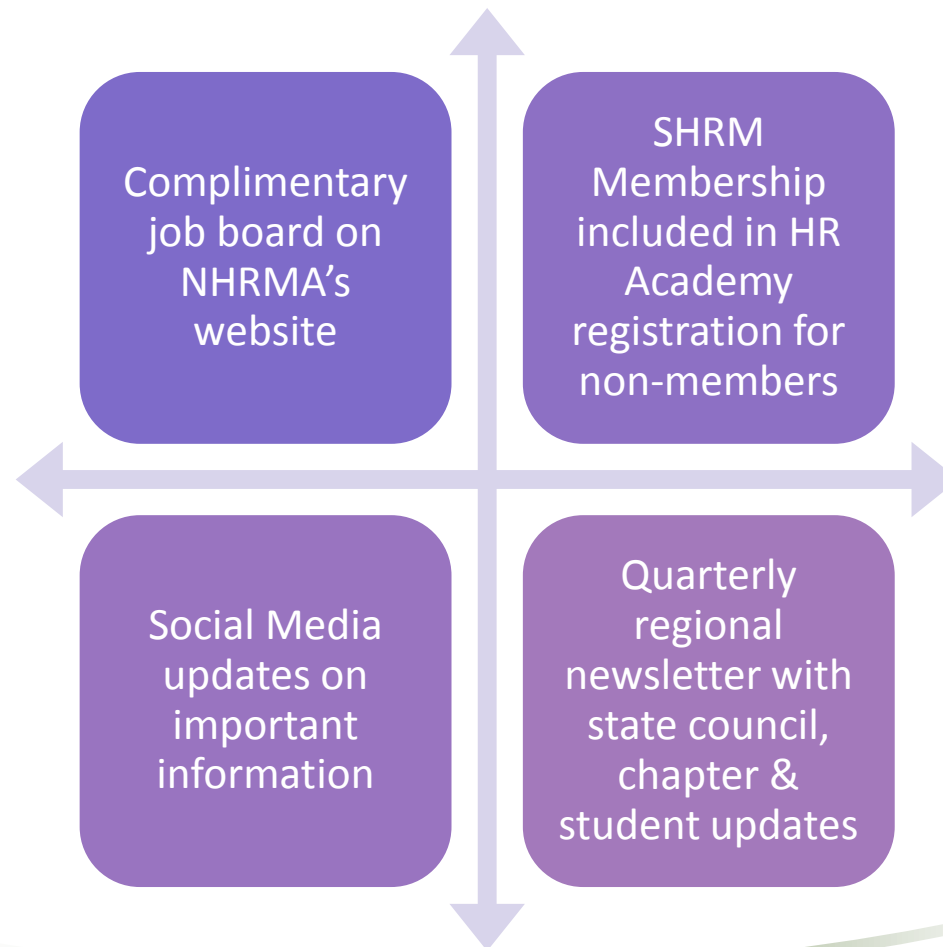 Complimentary
job board on
NHRMA’s
website
SHRM
Membership
included in HR
Academy
registration for
non-members
Social Media
updates on
important
information
Quarterly
regional
newsletter with
state council,
chapter &
student updates